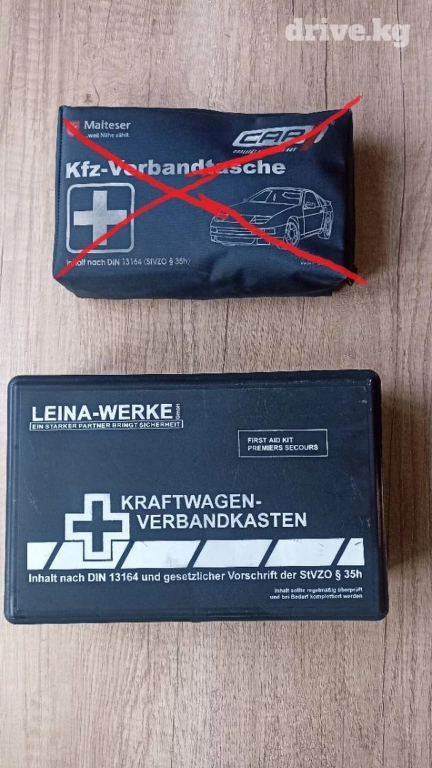 drive.kg
Malteser
...weil Nähe zählt.
Kfz-Verbandtasche
Inhalt nach DIN 13164 (StVZO § 35h)
LEINA-WERKE GmbH
EIN STARKER PARTNER BRINGT SICHERHEIT
FIRST AID KIT
PREMIERS SECOURS
KRAFTWAGEN-
VERBANDKASTEN
Inhalt nach DIN 13164 und gesetzlicher Vorschrift der StVZO § 35h
Inhalt sollte regelmäßig überprüft
und bei Bedarf komplettiert werden